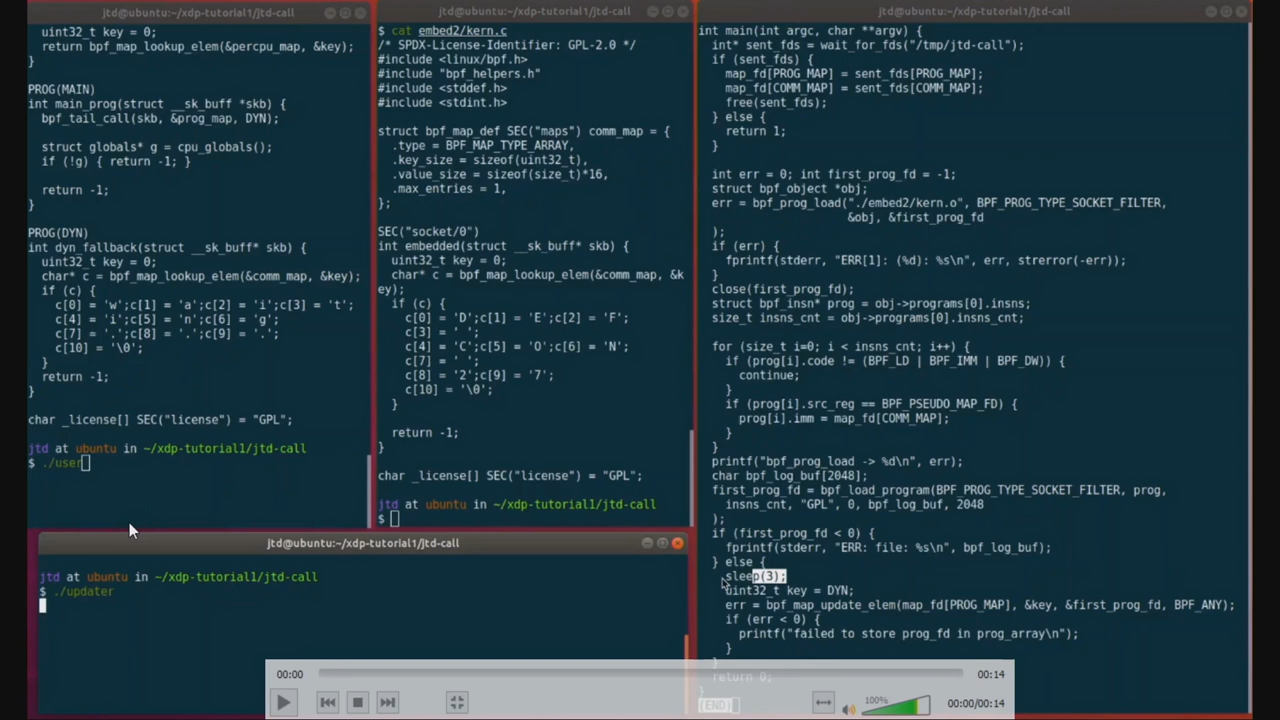 jtd@ubuntu:~/xdp-tutorial1/jtd-call
uint32_t key = 0;
return bpf_map_lookup_elem(&percpu_map, &key);
}
PROG(MAIN)
int main_prog(struct __sk_buff *skb) {
bpf_tail_call(skb, &prog_map, DYN);
struct globals* g = cpu_globals();
if (!g) { return -1; }
return -1;
}
PROG(DYN)
int dyn_fallback(struct __sk_buff* skb) {
uint32_t key = 0;
char* c = bpf_map_lookup_elem(&comm_map, &key);
if (c) {
c[0] = 'w';c[1] = 'a';c[2] = 'i';c[3] = 't';
c[4] = 'i';c[5] = 'n';c[6] = 'g';
c[7] = '.';c[8] = '.';c[9] = '.';
c[10] = '\0';
}
return -1;
}
char _license[] SEC("license") = "GPL";
jtd at ubuntu in ~/xdp-tutorial1/jtd-call
$ ./user
jtd@ubuntu:~/xdp-tutorial1/jtd-call
$ cat embed2/kern.c
/* SPDX-License-Identifier: GPL-2.0 */
#include <linux/bpf.h>
#include "bpf_helpers.h"
#include <stddef.h>
#include <stdint.h>
struct bpf_map_def SEC("maps") comm_map = {
.type = BPF_MAP_TYPE_ARRAY,
.key_size = sizeof(uint32_t),
.value_size = sizeof(size_t)*16,
.max_entries = 1,
};
SEC("socket/0")
int embedded(struct __sk_buff* skb) {
uint32_t key = 0;
char* c = bpf_map_lookup_elem(&comm_map, &k
ey);
if (c) {
c[0] = 'D';c[1] = 'E';c[2] = 'F';
c[3] = ' ';
c[4] = 'C';c[5] = 'O';c[6] = 'N';
c[7] = ' ';
c[8] = '2';c[9] = '7';
c[10] = '\0';
}
return -1;
}
char _license[] SEC("license") = "GPL";
jtd at ubuntu in ~/xdp-tutorial1/jtd-call
$
jtd@ubuntu:~/xdp-tutorial1/jtd-call
int main(int argc, char **argv) {
int* sent_fds = wait_for_fds("/tmp/jtd-call");
if (sent_fds) {
map_fd[PROG_MAP] = sent_fds[PROG_MAP];
map_fd[COMM_MAP] = sent_fds[COMM_MAP];
free(sent_fds);
} else {
return 1;
}
int err = 0; int first_prog_fd = -1;
struct bpf_object *obj;
err = bpf_prog_load("./embed2/kern.o", BPF_PROG_TYPE_SOCKET_FILTER,
&obj, &first_prog_fd
);
if (err) {
fprintf(stderr, "ERR[1]: (%d): %s\n", err, strerror(-err));
}
close(first_prog_fd);
struct bpf_insn* prog = obj->programs[0].insns;
size_t insns_cnt = obj->programs[0].insns_cnt;
for (size_t i=0; i < insns_cnt; i++) {
if (prog[i].code != (BPF_LD | BPF_IMM | BPF_DW)) {
continue;
}
if (prog[i].src_reg == BPF_PSEUDO_MAP_FD) {
prog[i].imm = map_fd[COMM_MAP];
}
}
printf("bpf_prog_load -> %d\n", err);
char bpf_log_buf[2048];
first_prog_fd = bpf_load_program(BPF_PROG_TYPE_SOCKET_FILTER, prog,
insns_cnt, "GPL", 0, bpf_log_buf, 2048
);
if (first_prog_fd < 0) {
fprintf(stderr, "ERR: file: %s\n", bpf_log_buf);
} else {
sleep(3);
uint32_t key = DYN;
err = bpf_map_update_elem(map_fd[PROG_MAP], &key, &first_prog_fd, BPF_ANY);
if (err < 0) {
printf("failed to store prog_fd in prog_array\n");
}
}
return 0;
}
(END)
jtd@ubuntu:~/xdp-tutorial1/jtd-call
jtd at ubuntu in ~/xdp-tutorial1/jtd-call
$ ./updater
00:00
00:14
100%
00:00/00:14